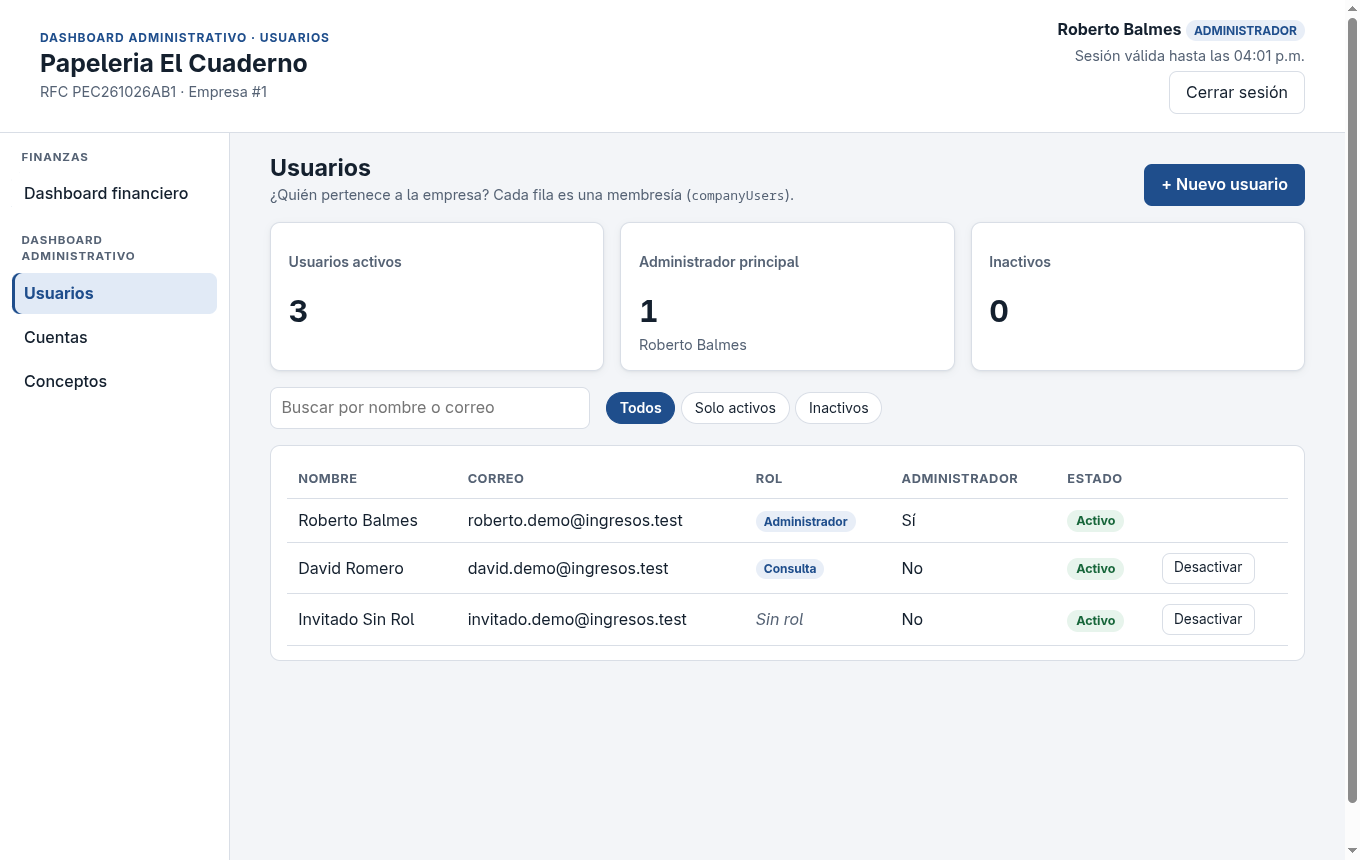 DASHBOARD ADMINISTRATIVO · USUARIOS
Papeleria El Cuaderno
RFC PEC261026AB1 · Empresa #1
Roberto Balmes ADMINISTRADOR
Sesión válida hasta las 04:01 p.m.
Cerrar sesión
FINANZAS
Dashboard financiero
DASHBOARD
ADMINISTRATIVO
Usuarios
Cuentas
Conceptos
Usuarios
¿Quién pertenece a la empresa? Cada fila es una membresía (companyUsers).
+ Nuevo usuario
Usuarios activos
3
Administrador principal
1
Roberto Balmes
Inactivos
0
Buscar por nombre o correo
Todos Solo activos Inactivos
NOMBRE CORREO ROL ADMINISTRADOR ESTADO
Roberto Balmes roberto.demo@ingresos.test Administrador Sí Activo
David Romero david.demo@ingresos.test Consulta No Activo Desactivar
Invitado Sin Rol invitado.demo@ingresos.test Sin rol No Activo Desactivar